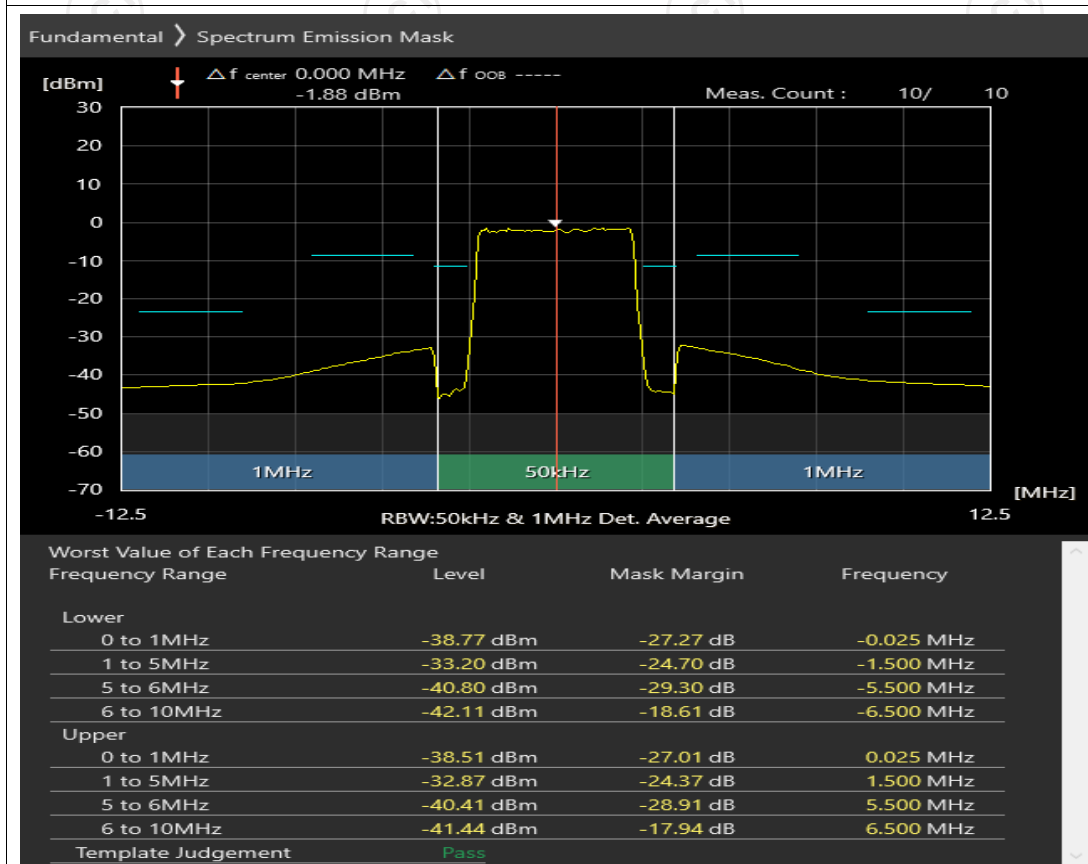 Fundamental ❯ Spectrum Emission Mask
[dBm] Δf center 0.000 MHz Δf OOB -----
-1.88 dBm Meas. Count : 10/ 10
30
20
10
0
-10
-20
-30
-40
-50
-60
1MHz 50kHz 1MHz
-70 [MHz]
-12.5 RBW:50kHz & 1MHz Det. Average 12.5
Worst Value of Each Frequency Range
Frequency Range Level Mask Margin Frequency
Lower
0 to 1MHz -38.77 dBm -27.27 dB -0.025 MHz
1 to 5MHz -33.20 dBm -24.70 dB -1.500 MHz
5 to 6MHz -40.80 dBm -29.30 dB -5.500 MHz
6 to 10MHz -42.11 dBm -18.61 dB -6.500 MHz
Upper
0 to 1MHz -38.51 dBm -27.01 dB 0.025 MHz
1 to 5MHz -32.87 dBm -24.37 dB 1.500 MHz
5 to 6MHz -40.41 dBm -28.91 dB 5.500 MHz
6 to 10MHz -41.44 dBm -17.94 dB 6.500 MHz
Template Judgement Pass